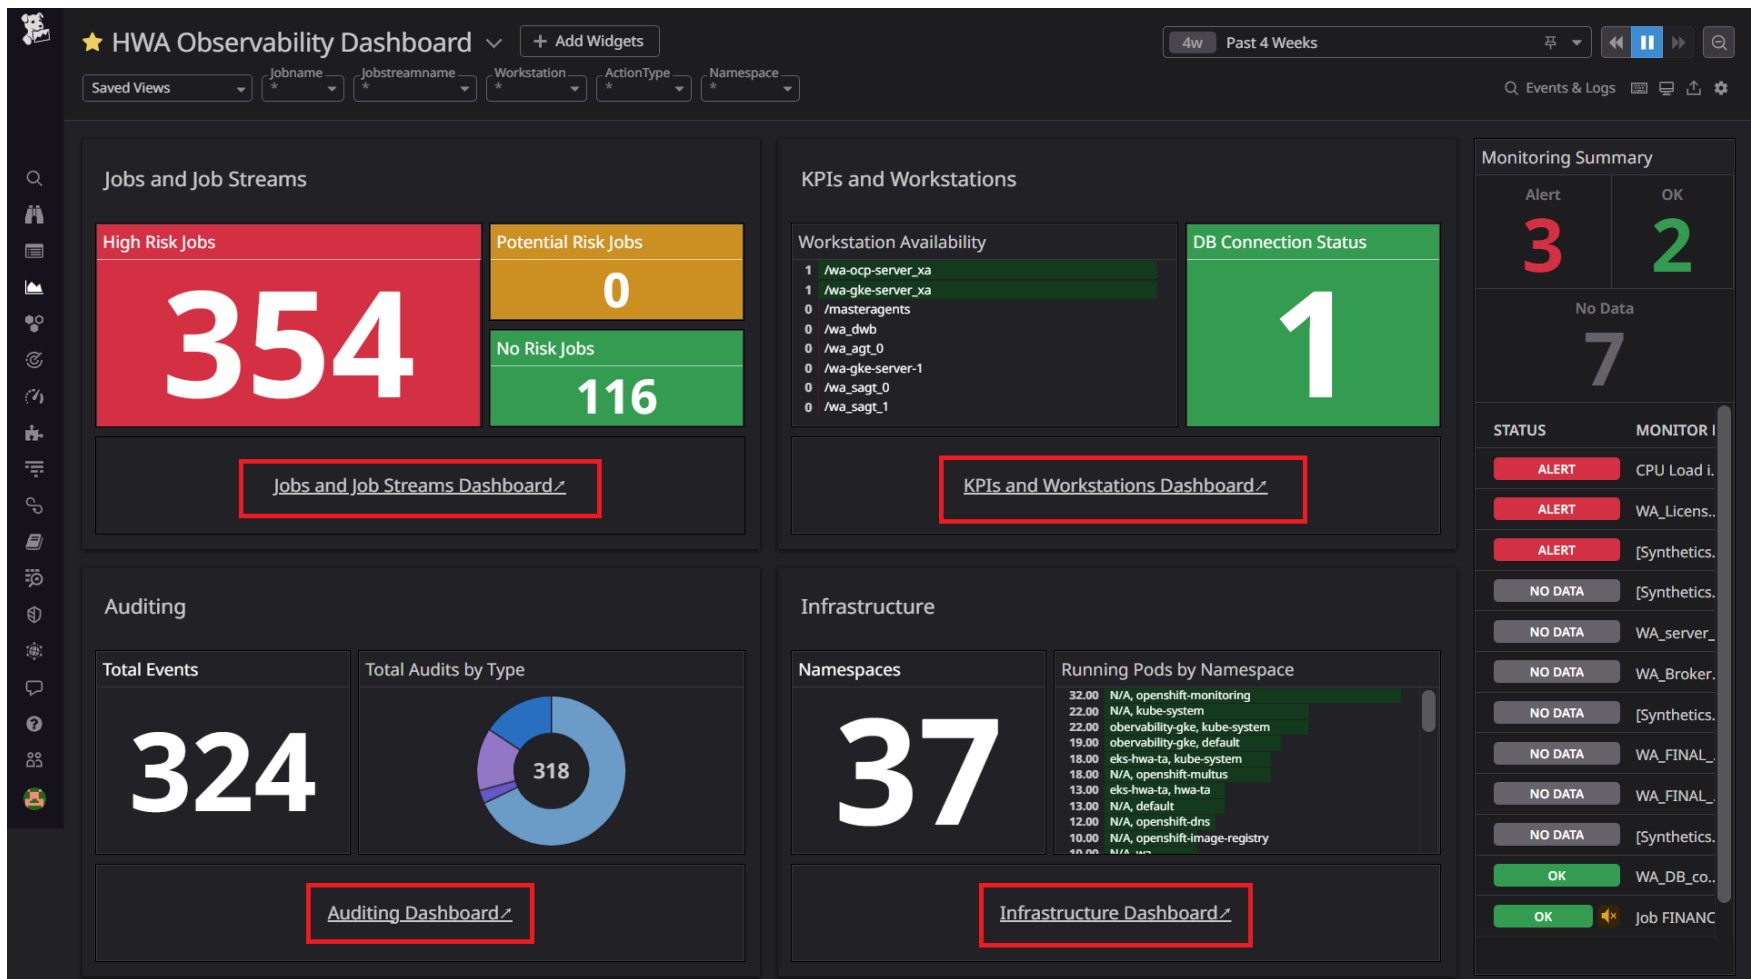 HWA Observability Dashboard
+ Add Widgets
4w Past 4 Weeks
Saved Views
Jobname
*
Jobstreamname
*
Workstation
*
ActionType
*
Namespace
*
Events & Logs
Jobs and Job Streams
High Risk Jobs
354
Potential Risk Jobs
0
No Risk Jobs
116
Jobs and Job Streams Dashboard↗
KPIs and Workstations
Workstation Availability
1 /wa-ocp-server_xa
1 /wa-gke-server_xa
0 /masteragents
0 /wa_dwb
0 /wa_agt_0
0 /wa-gke-server-1
0 /wa_sagt_0
0 /wa_sagt_1
DB Connection Status
1
KPIs and Workstations Dashboard↗
Auditing
Total Events
324
Total Audits by Type
318
Auditing Dashboard↗
Infrastructure
Namespaces
37
Running Pods by Namespace
32.00 N/A, openshift-monitoring
22.00 N/A, kube-system
22.00 obervability-gke, kube-system
19.00 obervability-gke, default
18.00 eks-hwa-ta, kube-system
18.00 N/A, openshift-multus
13.00 eks-hwa-ta, hwa-ta
13.00 N/A, default
12.00 N/A, openshift-dns
10.00 N/A, openshift-image-registry
10.00 N/A, wa
Infrastructure Dashboard↗
Monitoring Summary
Alert
3
OK
2
No Data
7
STATUS MONITOR
ALERT CPU Load i.
ALERT WA_Licens..
ALERT [Synthetics.
NO DATA [Synthetics.
NO DATA WA_server_
NO DATA WA_Broker.
NO DATA [Synthetics.
NO DATA WA_FINAL_.
NO DATA WA_FINAL_.
NO DATA [Synthetics.
OK WA_DB_co..
OK Job FINANC